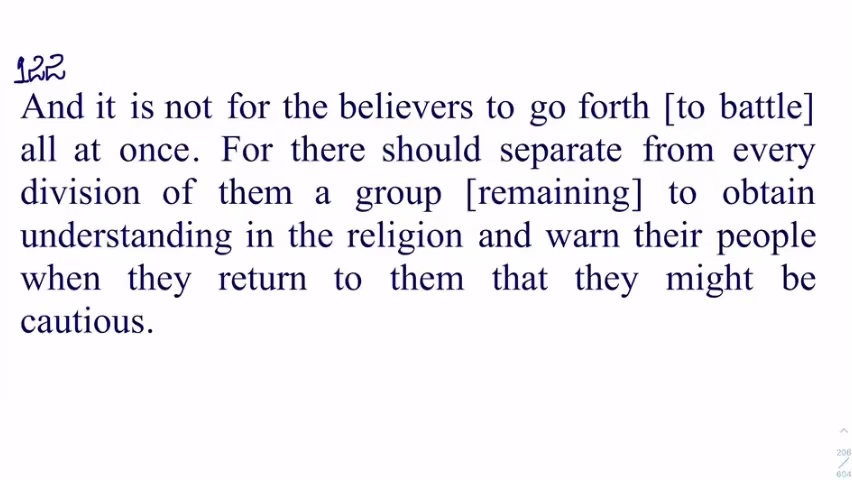 122
And it is not for the believers to go forth [to battle]
all at once. For there should separate from every
division of them a group [remaining] to obtain
understanding in the religion and warn their people
when they return to them that they might be
cautious.
206
604